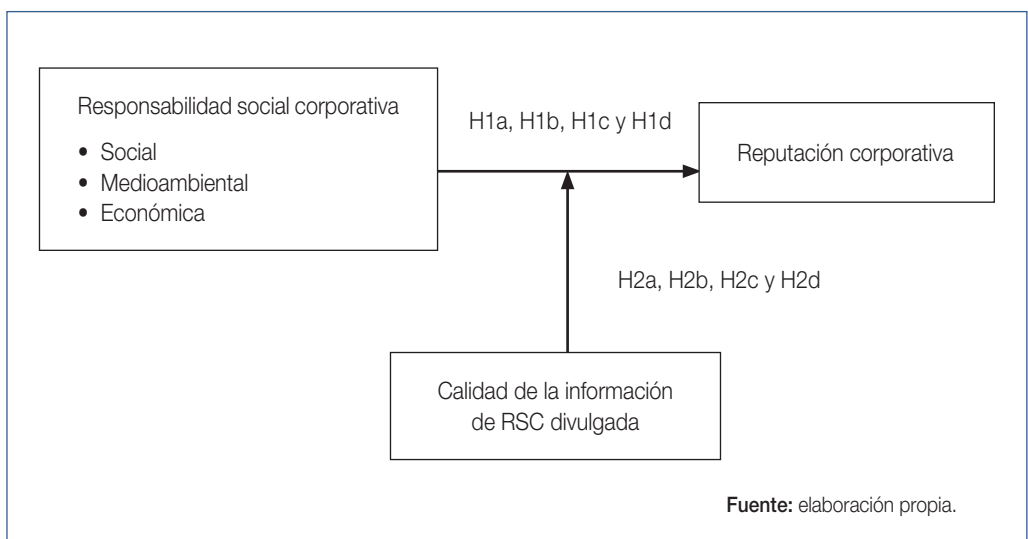 Responsabilidad social corporativa
• Social
• Medioambiental
• Económica
H1a, H1b, H1c y H1d
Reputación corporativa
H2a, H2b, H2c y H2d
Calidad de la información
de RSC divulgada
Fuente: elaboración propia.